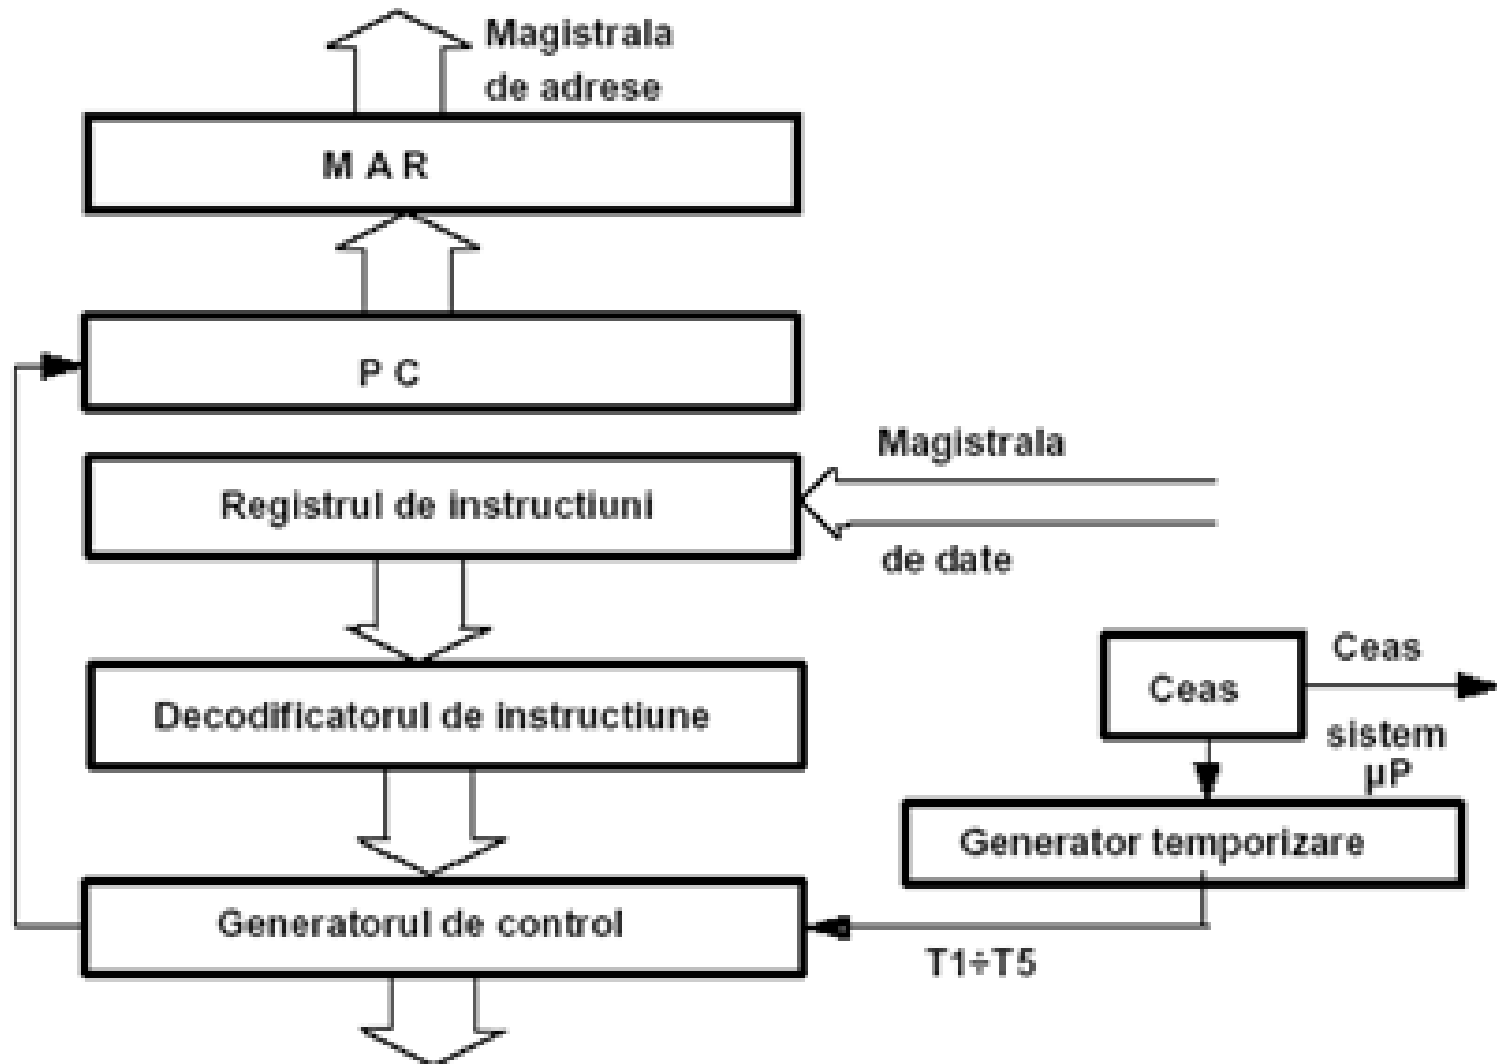 Magistrala
de adrese
M A R
P C
Magistrala
Registrul de instructiuni
de date
Ceas
Ceas
Decodificatorul de instructiune
sistem
µP
Generator temporizare
Generatorul de control
T1÷T5